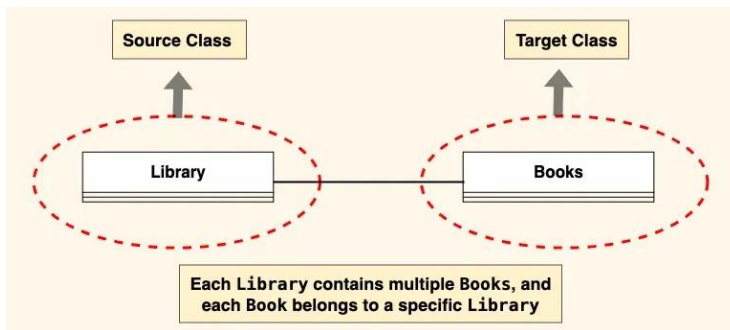 Source Class
Target Class
Library
Books
Each Library contains multiple Books, and
each Book belongs to a specific Library